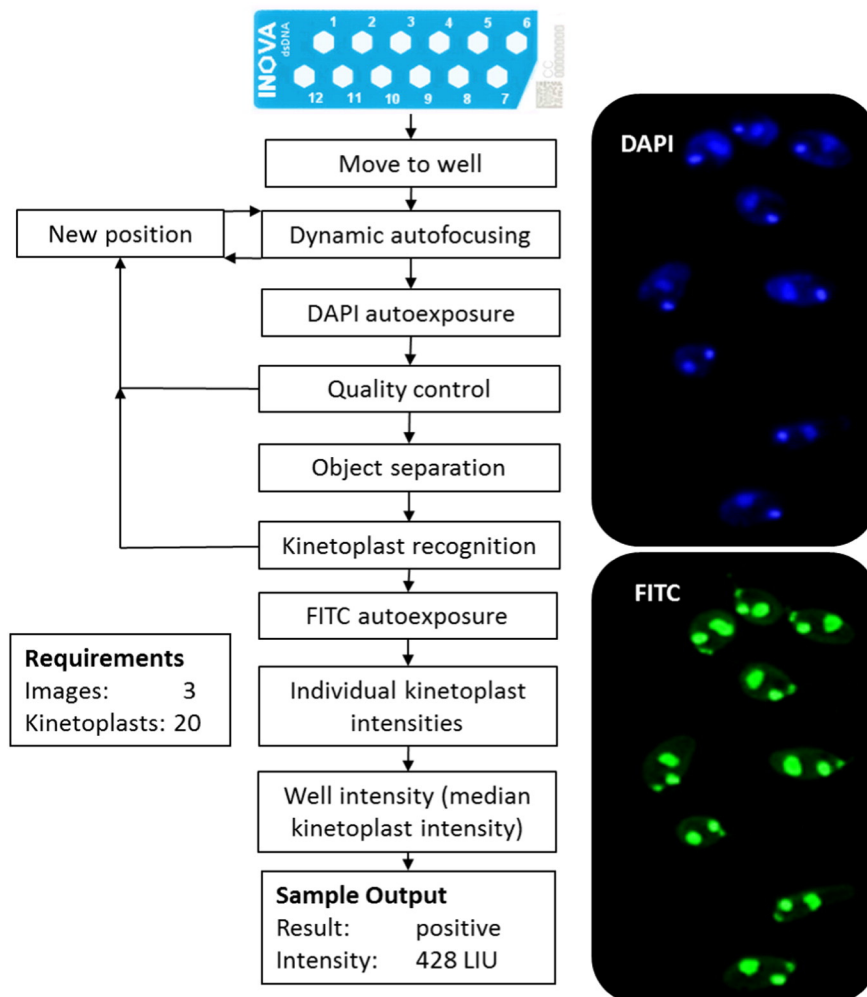 INOVA
dsDNA
1 2 3 4 5 6
12 11 10 9 8 7
CC
00000000
Move to well
New position
Dynamic autofocusing
DAPI autoexposure
Quality control
Object separation
Kinetoplast recognition
FITC autoexposure
Requirements
Images: 3
Kinetoplasts: 20
Individual kinetoplast
intensities
Well intensity (median
kinetoplast intensity)
Sample Output
Result: positive
Intensity: 428 LIU
DAPI
FITC